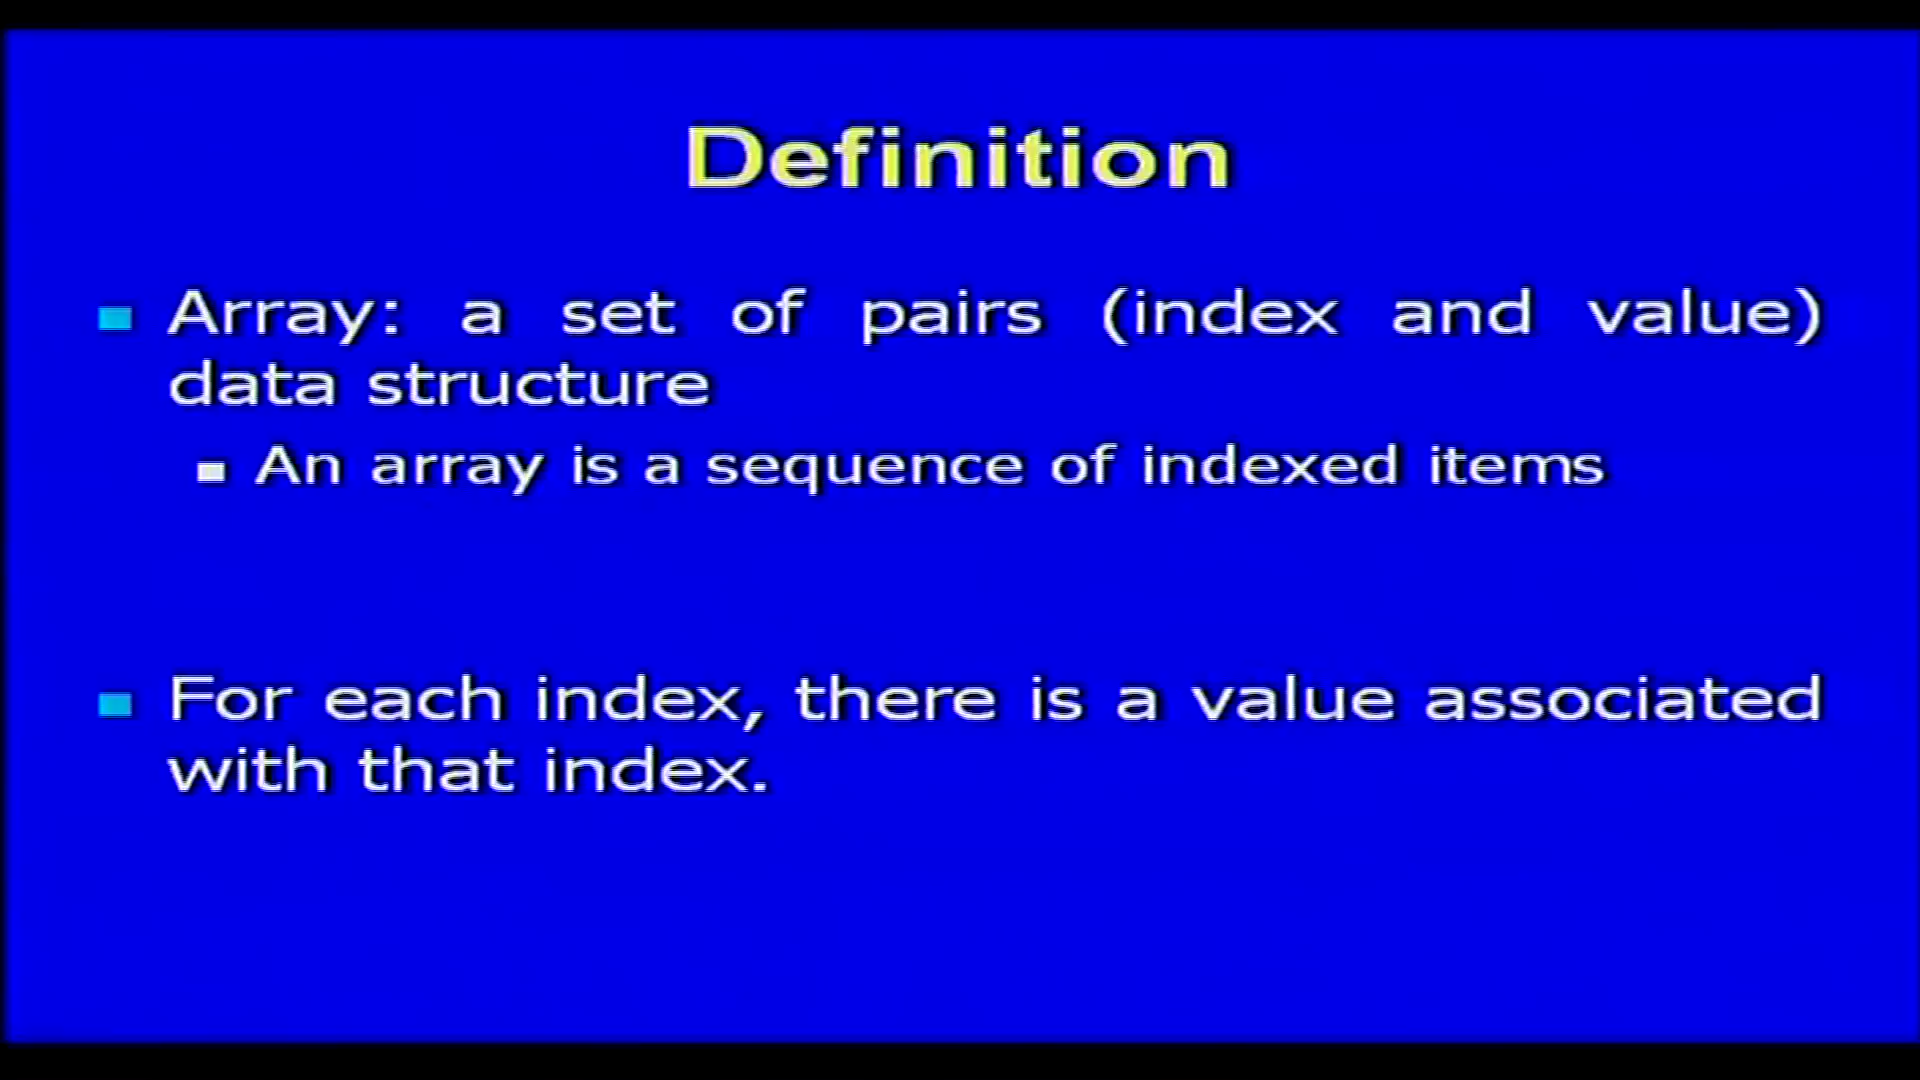 Definition
Array: a set of pairs (index and value)
data structure
An array is a sequence of indexed items
For each index, there is a value associated
with that index.